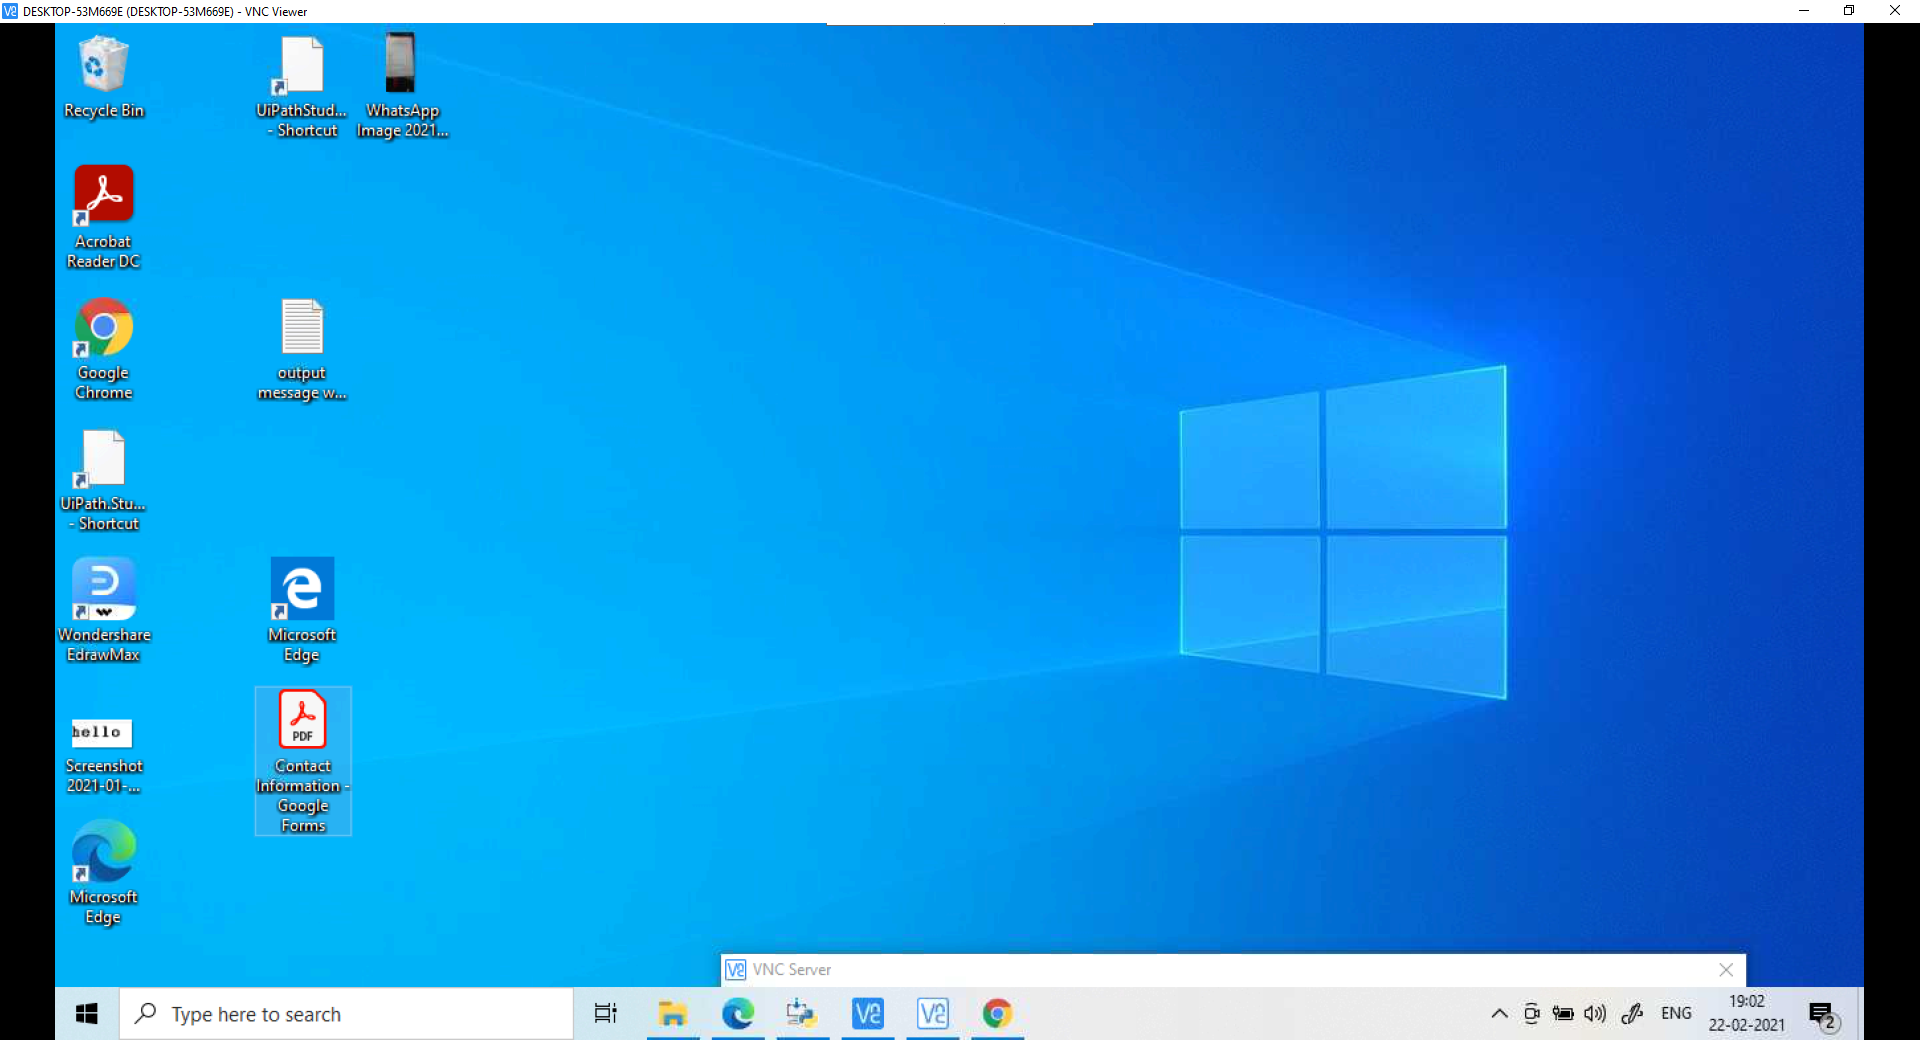 DESKTOP-53M669E (DESKTOP-53M669E) - VNC Viewer
Recycle Bin
UiPathStud...
- Shortcut
WhatsApp
Image 2021...
Acrobat
Reader DC
Google
Chrome
output
message w...
UiPath.Stu...
- Shortcut
Wondershare
EdrawMax
Microsoft
Edge
hello
Screenshot
2021-01-...
PDF
Contact
Information -
Google
Forms
Microsoft
Edge
VNC Server
Type here to search
ENG
19:02
22-02-2021
2